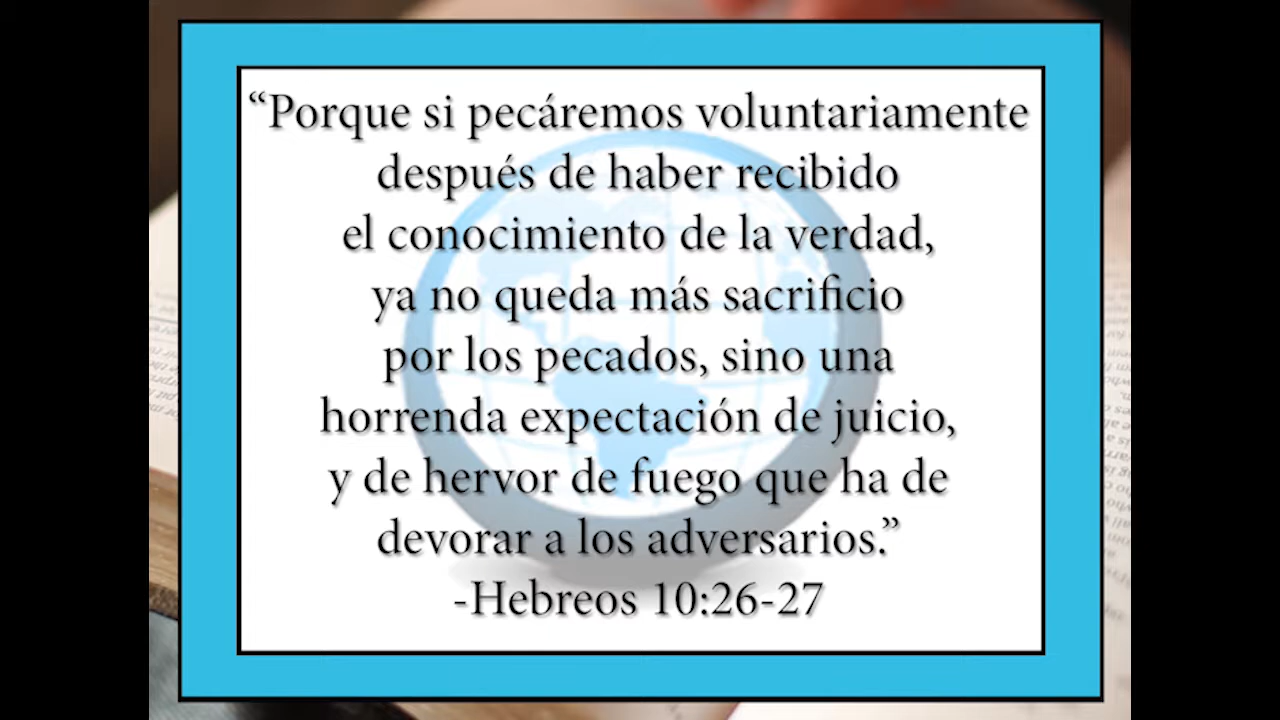 “Porque si pecáremos voluntariamente
después de haber recibido
el conocimiento de la verdad,
ya no queda más sacrificio
por los pecados, sino una
horrenda expectación de juicio,
y de hervor de fuego que ha de
devorar a los adversarios.”
-Hebreos 10:26-27